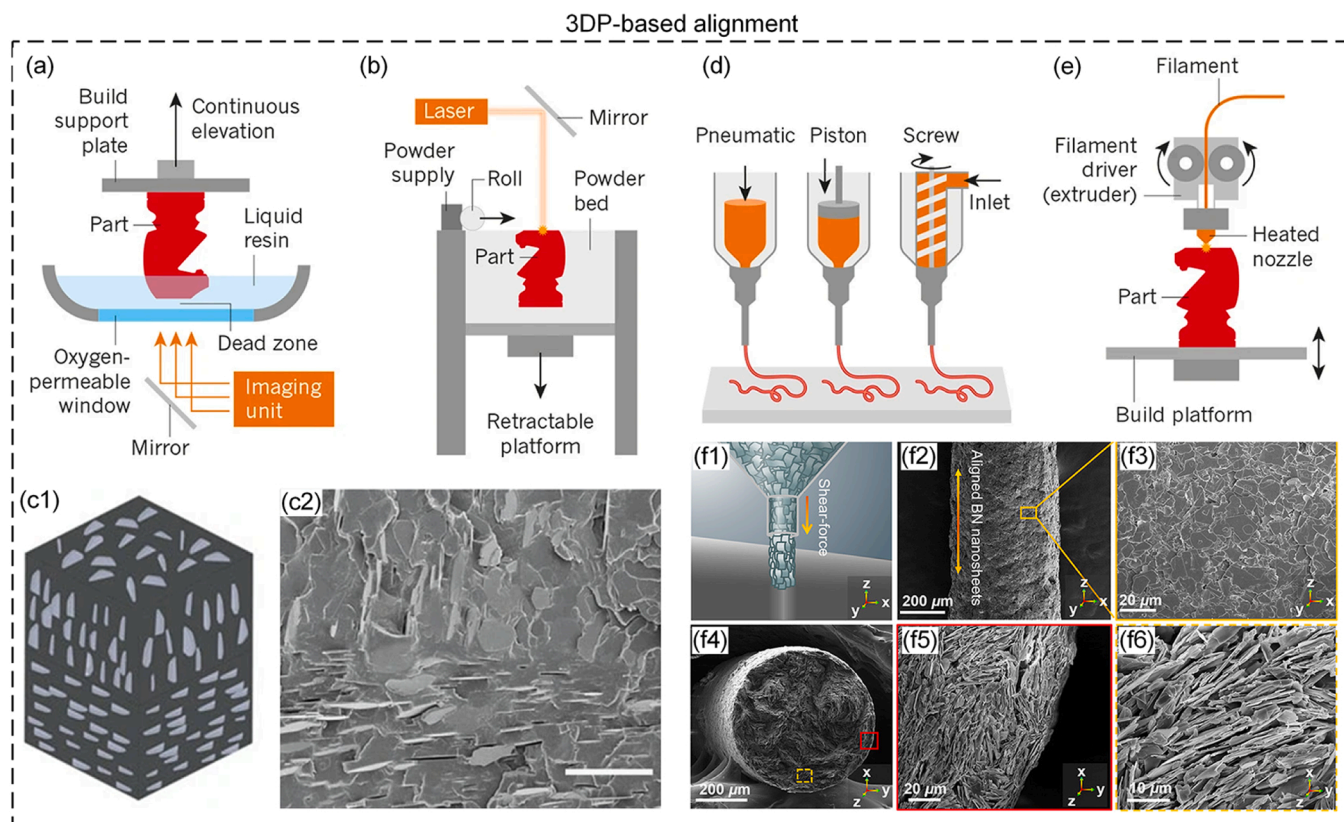 3DP-based alignment
(a)
Build
support
plate
Continuous
elevation
Part
Liquid
resin
Dead zone
Oxygen-
permeable
window
Imaging
unit
Mirror
(b)
Laser
Mirror
Powder
supply
Roll
Powder
bed
Part
Retractable
platform
(d)
Pneumatic
Piston
Screw
Inlet
(e)
Filament
Filament
driver
(extruder)
Heated
nozzle
Part
Build platform
(c1)
(c2)
(f1)
Shear-force
z
x
y
(f2)
Aligned BN nanosheets
200 µm
z
x
y
(f3)
20 µm
z
x
y
(f4)
200 µm
x
y
z
(f5)
20 µm
x
y
z
(f6)
10 µm
x
y
z